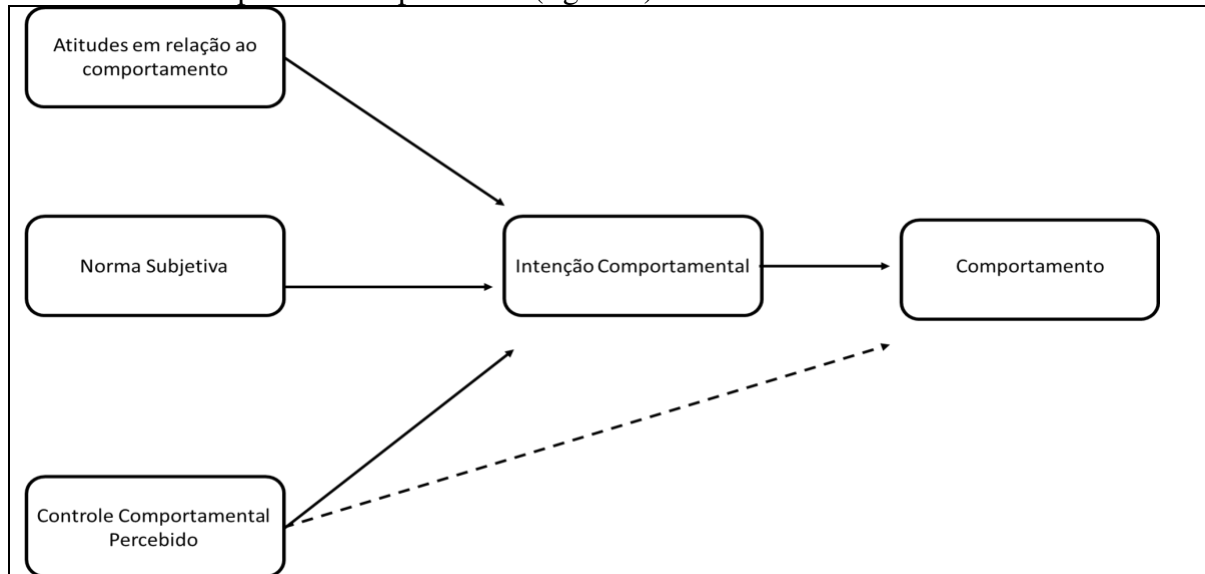 Atitudes em relação ao
comportamento
Norma Subjetiva
Intenção Comportamental
Comportamento
Controle Comportamental
Percebido